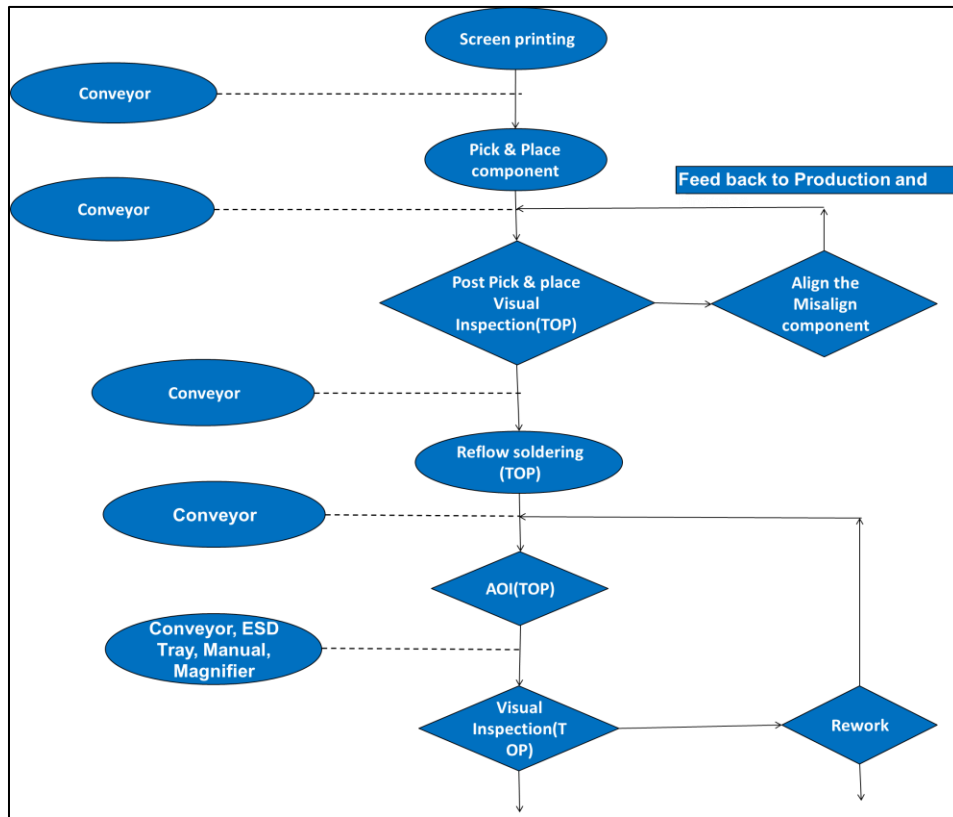 Screen printing
Conveyor
Pick & Place
component
Feed back to Production and
Conveyor
Post Pick & place
Visual
Inspection(TOP)
Align the
Misalign
component
Conveyor
Reflow soldering
(TOP)
Conveyor
AOI(TOP)
Conveyor, ESD
Tray, Manual,
Magnifier
Visual
Inspection(T
OP)
Rework